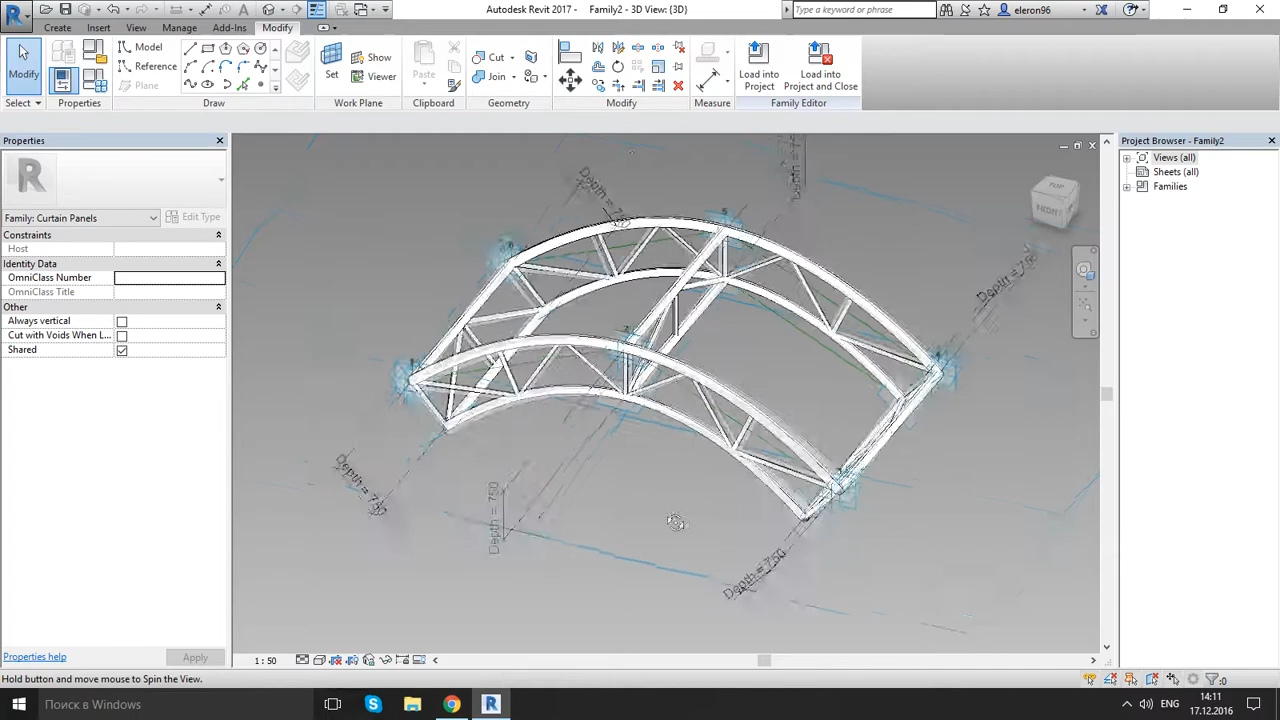 Autodesk Revit 2017 - Family2 - 3D View: {3D}
Type a keyword or phrase
eleron96
Create Insert View Manage Add-Ins Modify
Modify
Model
Reference
Plane
Set
Show
Viewer
Paste
Cut
Join
Load into Project
Load into Project and Close
Select Properties Draw Work Plane Clipboard Geometry Modify Measure Family Editor
Properties
Family: Curtain Panels
Edit Type
Constraints
Host
Identity Data
OmniClass Number
OmniClass Title
Other
Always vertical
Cut with Voids When L...
Shared
Properties help
Apply
Project Browser - Family2
Views (all)
Sheets (all)
Families
TOP
FRONT
Depth = 750
Depth = 750
Depth = 750
1 : 50
Hold button and move mouse to Spin the View.
:0
Поиск в Windows
ENG
14:11
17.12.2016